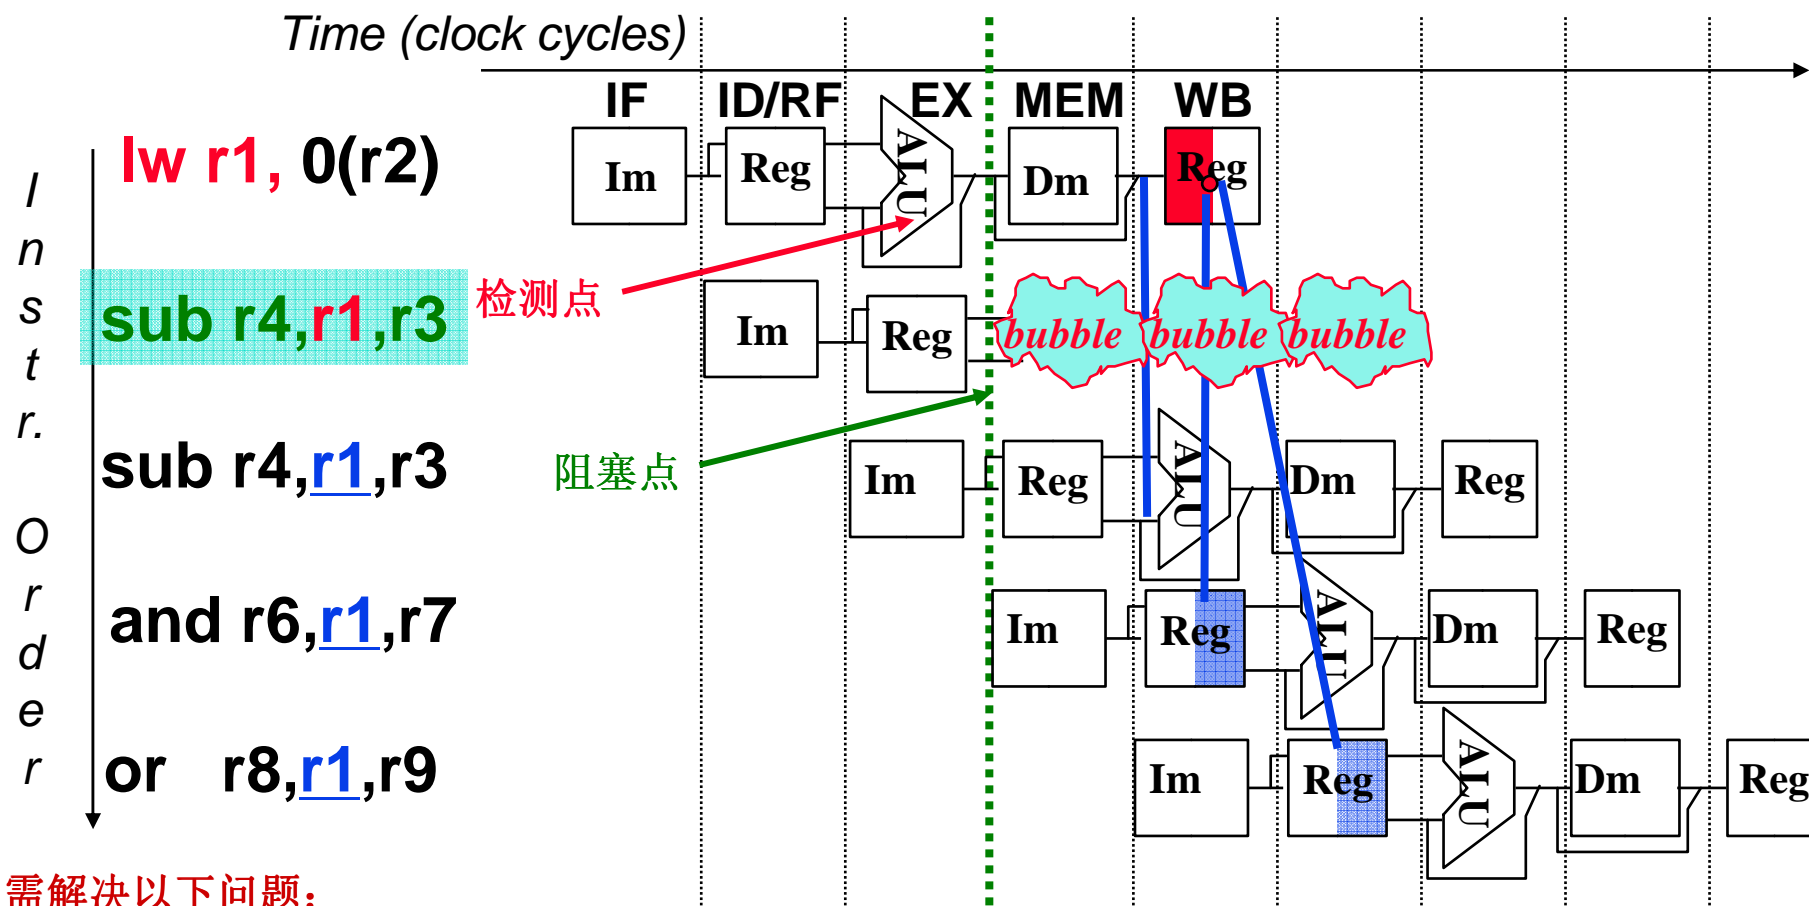 Time (clock cycles)
IF ID/RF EX MEM WB
Instr. Order
lw r1, 0(r2)
Im Reg ALU Dm Reg
检测点
sub r4,r1,r3
Im Reg bubble bubble bubble
阻塞点
sub r4,r1,r3
Im Reg ALU Dm Reg
and r6,r1,r7
Im Reg ALU Dm Reg
or r8,r1,r9
Im Reg ALU Dm Reg
需解决以下问题：